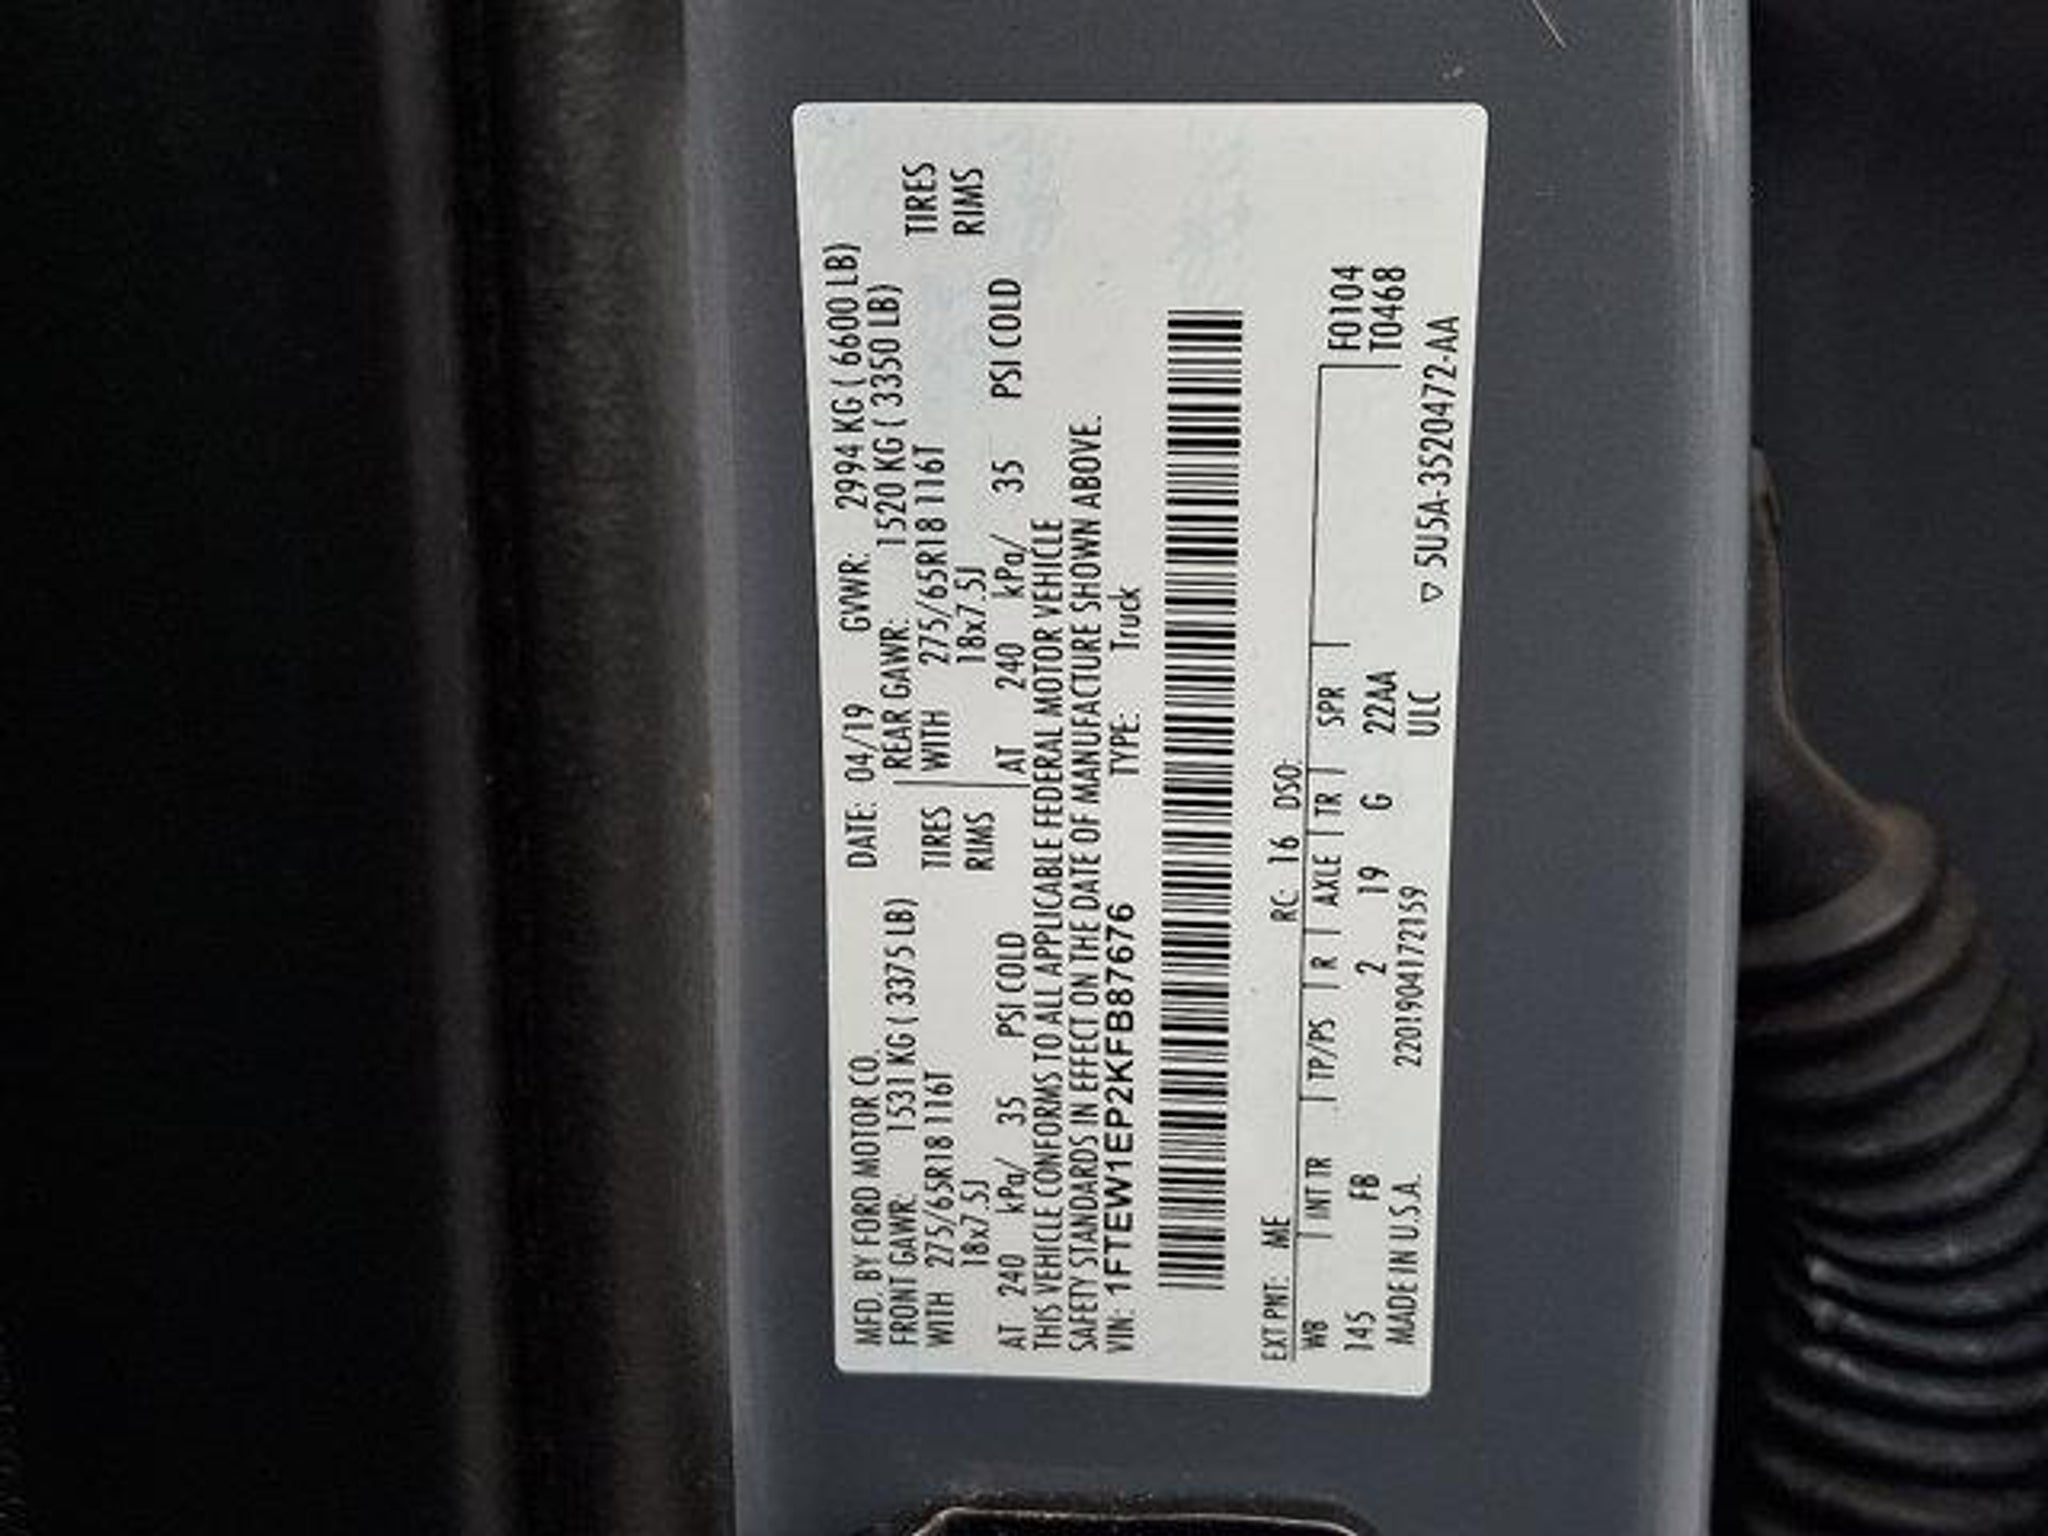 MFD. BY FORD MOTOR CO. DATE: 04/19 GVWR: 2994 KG ( 6600 LB)
FRONT GAWR: 1531 KG ( 3375 LB) REAR GAWR: 1520 KG ( 3350 LB)
WITH 275/65R18 116T TIRES WITH 275/65R18 116T TIRES
18x7.5J RIMS 18x7.5J RIMS
AT 240 kPa/ 35 PSI COLD AT 240 kPa/ 35 PSI COLD
THIS VEHICLE CONFORMS TO ALL APPLICABLE FEDERAL MOTOR VEHICLE
SAFETY STANDARDS IN EFFECT ON THE DATE OF MANUFACTURE SHOWN ABOVE.
VIN: 1FTEW1EP2KFB87676 TYPE: Truck
EXT PNT: ME RC: 16 DSO:
WB INT TR TP/PS R AXLE TR SPR F0104
145 FB 2 19 G 22AA T0468
MADE IN U.S.A. 220190417215​9 ULC ▽ 5U5A-3520472-AA